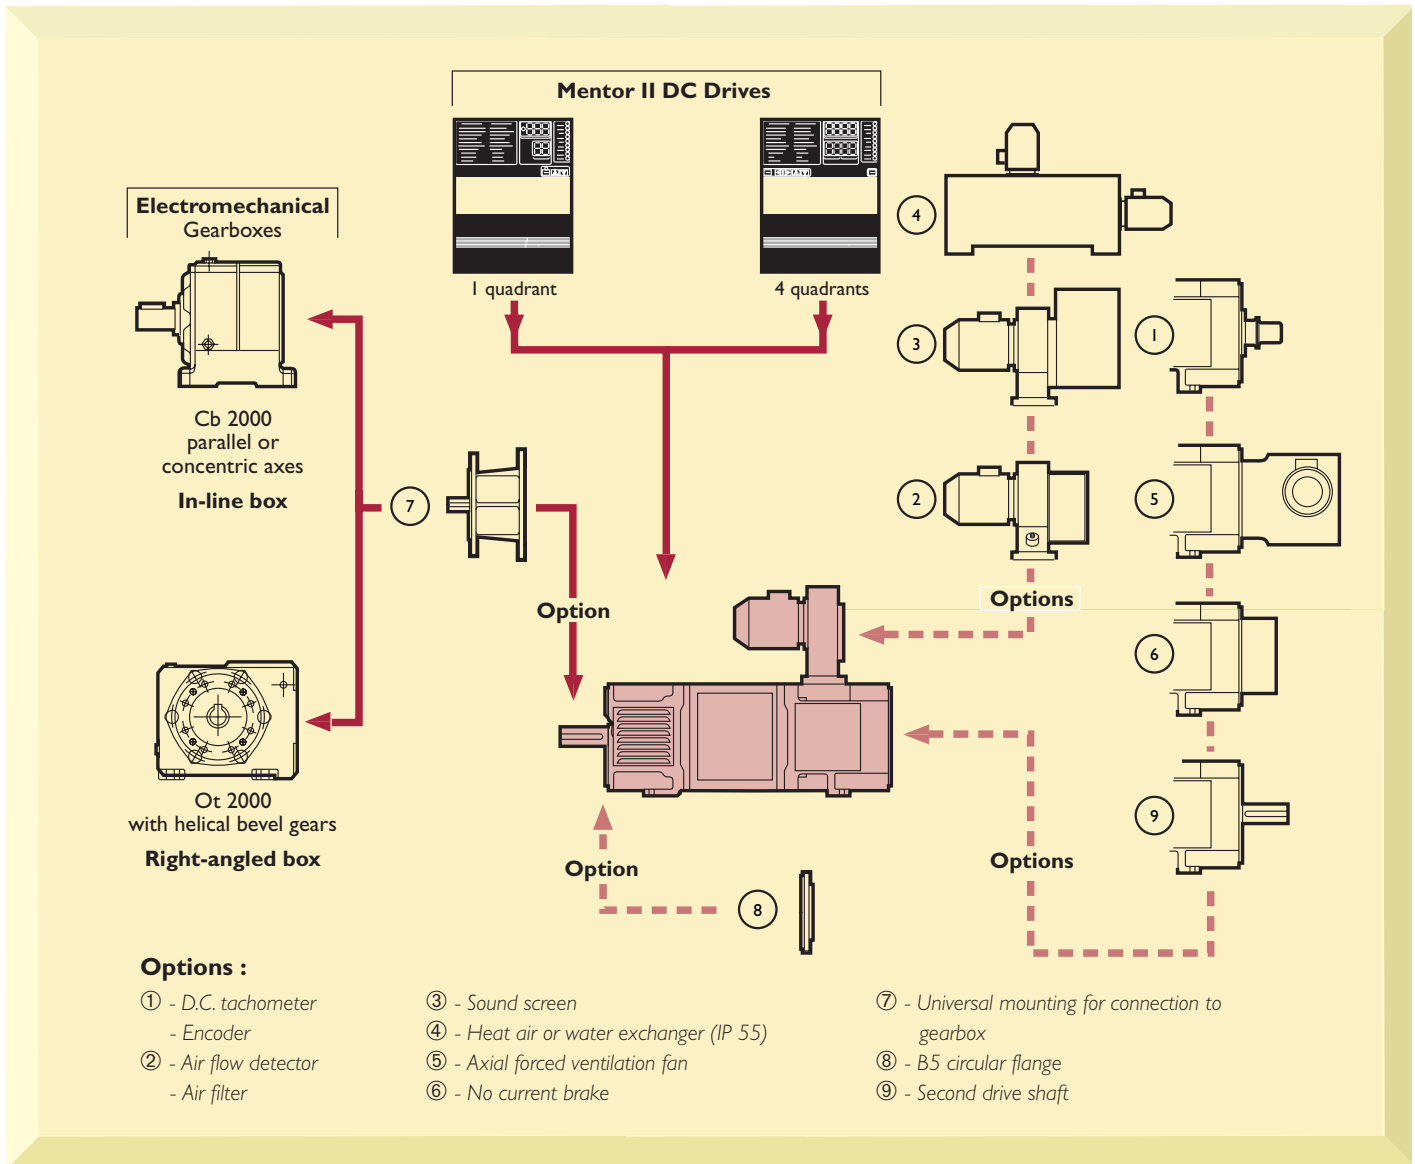 Mentor II DC Drives
1 quadrant
4 quadrants
Electromechanical
Gearboxes
Cb 2000
parallel or
concentric axes
In-line box
7
Option
Ot 2000
with helical bevel gears
Right-angled box
4
3
2
Options
1
5
6
9
Options
Option
8
Options :
① - D.C. tachometer
- Encoder
② - Air flow detector
- Air filter
③ - Sound screen
④ - Heat air or water exchanger (IP 55)
⑤ - Axial forced ventilation fan
⑥ - No current brake
⑦ - Universal mounting for connection to
gearbox
⑧ - B5 circular flange
⑨ - Second drive shaft